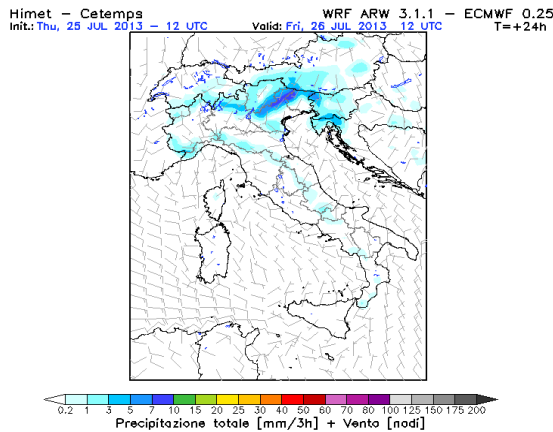 Himet – Cetemps WRF ARW 3.1.1 – ECMWF 0.25
Init.: Thu, 25 JUL 2013 – 12 UTC Valid: Fri, 26 JUL 2013 12 UTC T=+24h
0.2 1 3 5 7 10 15 20 25 30 40 50 60 70 80 100 125 150 175 200
Precipitazione totale [mm/3h] + Vento [nodi]